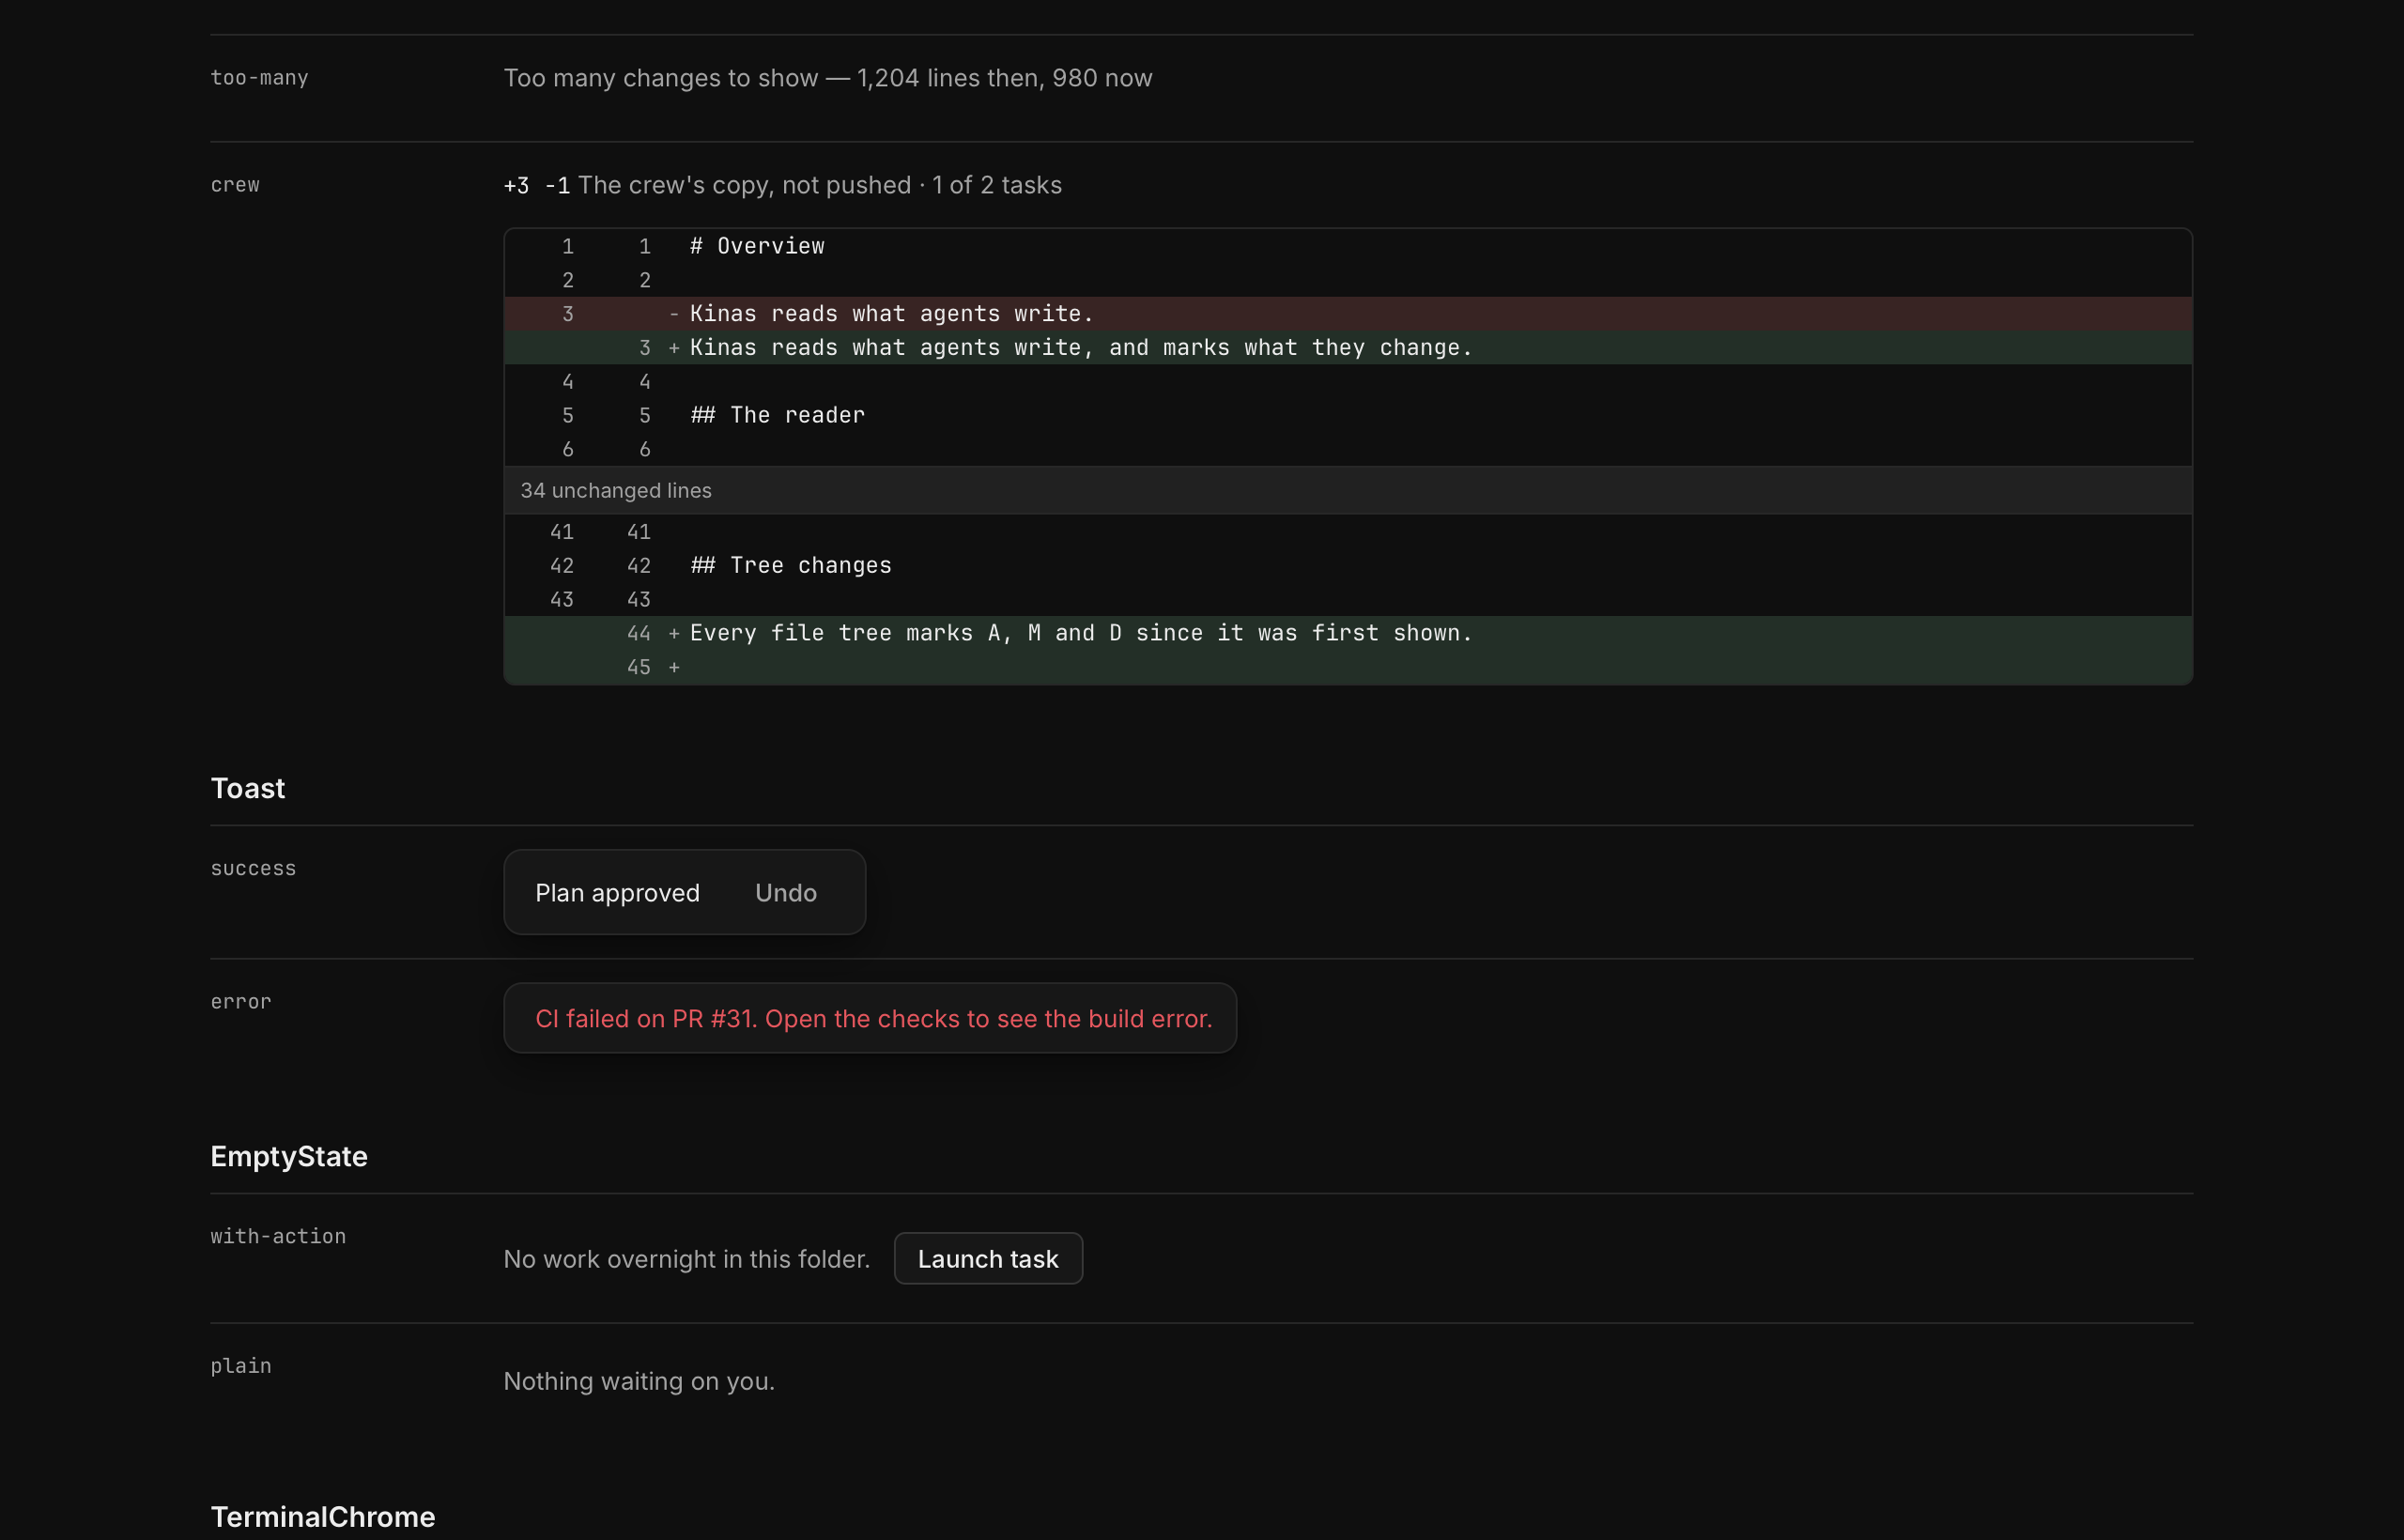 too-many Too many changes to show — 1,204 lines then, 980 now
crew +3 -1 The crew's copy, not pushed · 1 of 2 tasks
1 1 # Overview
2 2
3 - Kinas reads what agents write.
3 + Kinas reads what agents write, and marks what they change.
4 4
5 5 ## The reader
6 6
34 unchanged lines
41 41
42 42 ## Tree changes
43 43
44 + Every file tree marks A, M and D since it was first shown.
45 +
Toast
success Plan approved Undo
error CI failed on PR #31. Open the checks to see the build error.
EmptyState
with-action No work overnight in this folder. Launch task
plain Nothing waiting on you.
TerminalChrome